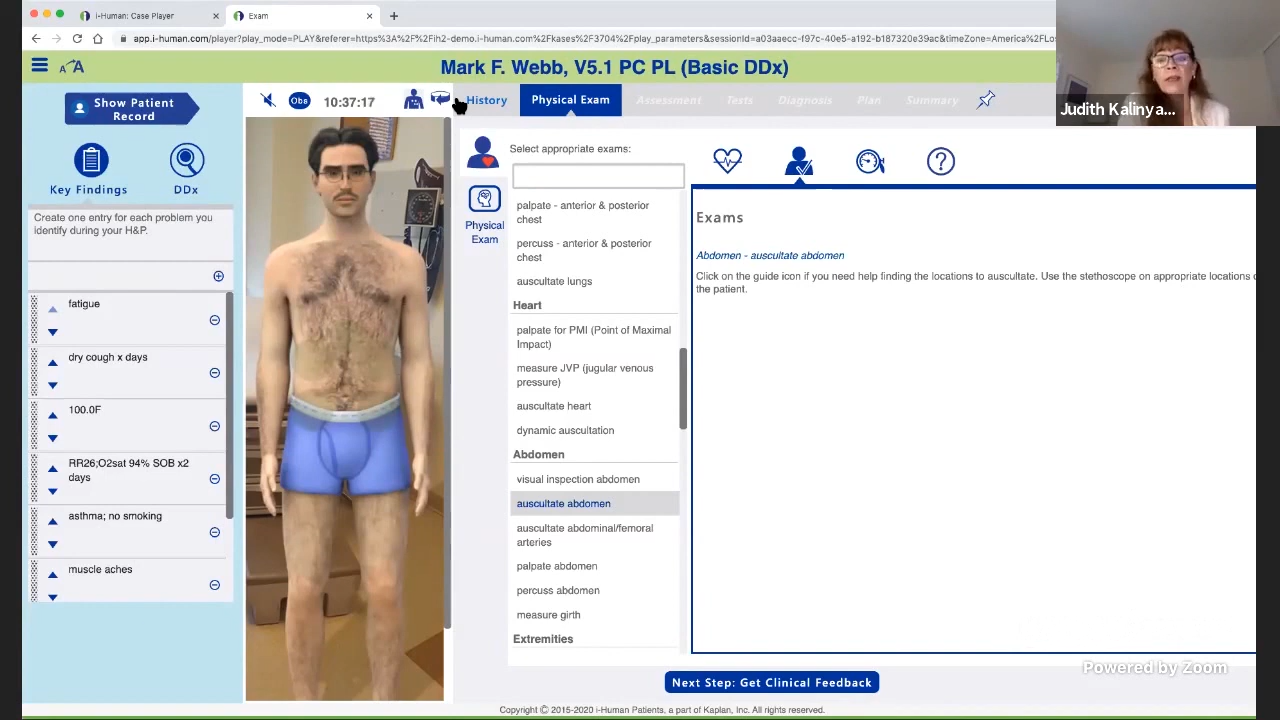 i-Human: Case Player
Exam
app.i-human.com/player?play_mode=PLAY&referer=https%3A%2F%2Fih2-demo.i-human.com%2Fkases%2F3704%2Fplay_parameters&sessionId=a03aaecc-f97c-40e5-a192-b187320e39ac&timeZone=America%2FLo
Judith Kalinya...
AA
Mark F. Webb, V5.1 PC PL (Basic DDx)
Show Patient
Record
Obs
10:37:17
History
Physical Exam
Assessment
Tests
Diagnosis
Plan
Summary
Key Findings
DDx
Create one entry for each problem you
identify during your H&P.
fatigue
dry cough x days
100.0F
RR26;O2sat 94% SOB x2
days
asthma; no smoking
muscle aches
Physical
Exam
Select appropriate exams:
palpate - anterior & posterior
chest
percuss - anterior & posterior
chest
auscultate lungs
Heart
palpate for PMI (Point of Maximal
Impact)
measure JVP (jugular venous
pressure)
auscultate heart
dynamic auscultation
Abdomen
visual inspection abdomen
auscultate abdomen
auscultate abdominal/femoral
arteries
palpate abdomen
percuss abdomen
measure girth
Extremities
Exams
Abdomen - auscultate abdomen
Click on the guide icon if you need help finding the locations to auscultate. Use the stethoscope on appropriate locations
the patient.
Next Step: Get Clinical Feedback
Powered by Zoom
Copyright © 2015-2020 i-Human Patients, a part of Kaplan, Inc. All rights reserved.